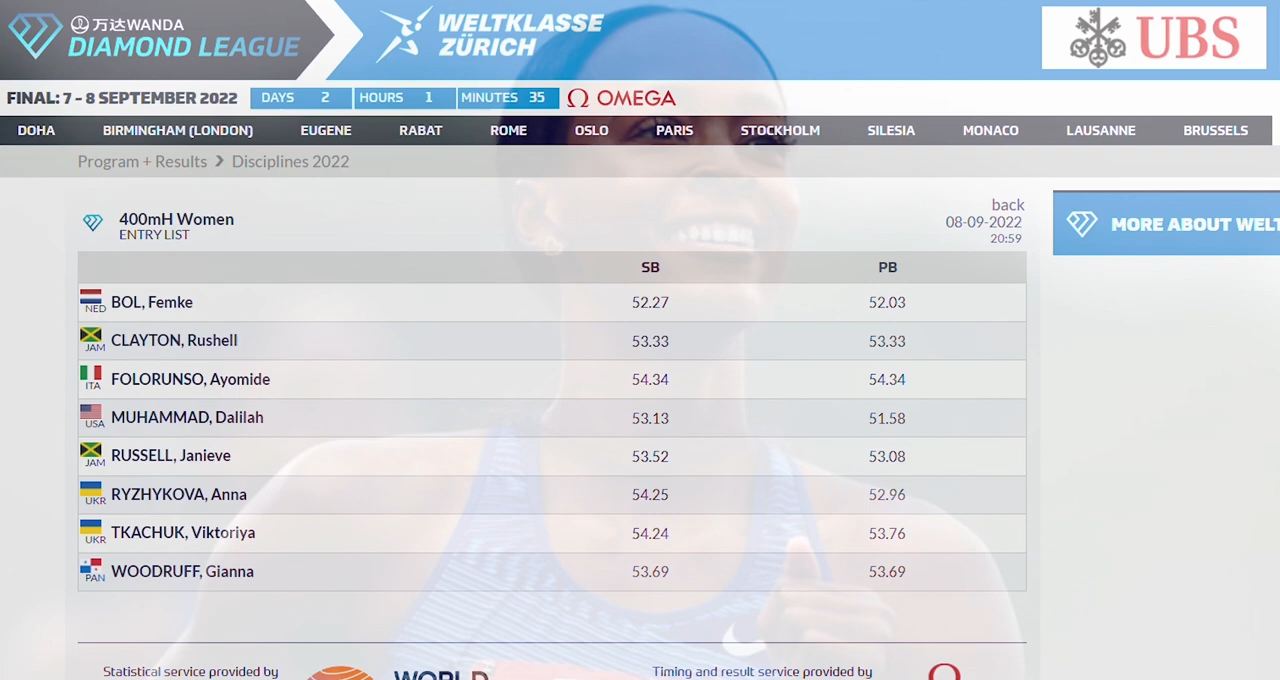 万达WANDA
DIAMOND LEAGUE
WELTKLASSE
ZÜRICH
UBS
FINAL: 7 - 8 SEPTEMBER 2022 DAYS 2 HOURS 1 MINUTES 35 OMEGA
DOHA BIRMINGHAM (LONDON) EUGENE RABAT ROME OSLO PARIS STOCKHOLM SILESIA MONACO LAUSANNE BRUSSELS
Program + Results Disciplines 2022
back
400mH Women 08-09-2022
ENTRY LIST 20:59
MORE ABOUT WELT
SB PB
NED BOL, Femke 52.27 52.03
JAM CLAYTON, Rushell 53.33 53.33
ITA FOLORUNSO, Ayomide 54.34 54.34
USA MUHAMMAD, Dalilah 53.13 51.58
JAM RUSSELL, Janieve 53.52 53.08
UKR RYZHYKOVA, Anna 54.25 52.96
UKR TKACHUK, Viktoriya 54.24 53.76
PAN WOODRUFF, Gianna 53.69 53.69
Statistical service provided by WORLD Timing and result service provided by